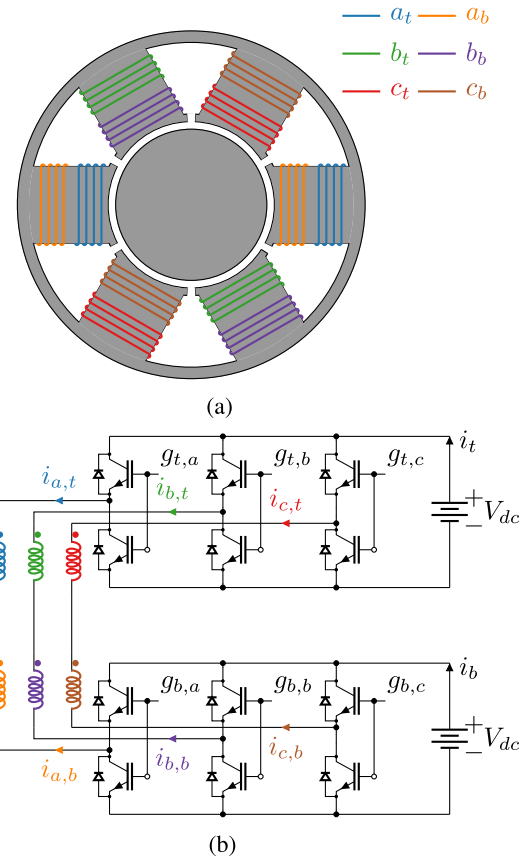 a_t a_b
b_t b_b
c_t c_b
(a)
g_{t,a} g_{t,b} g_{t,c} i_t
i_{a,t} i_{b,t} i_{c,t} + V_{dc} −
g_{b,a} g_{b,b} g_{b,c} i_b
i_{a,b} i_{b,b} i_{c,b} + V_{dc} −
(b)